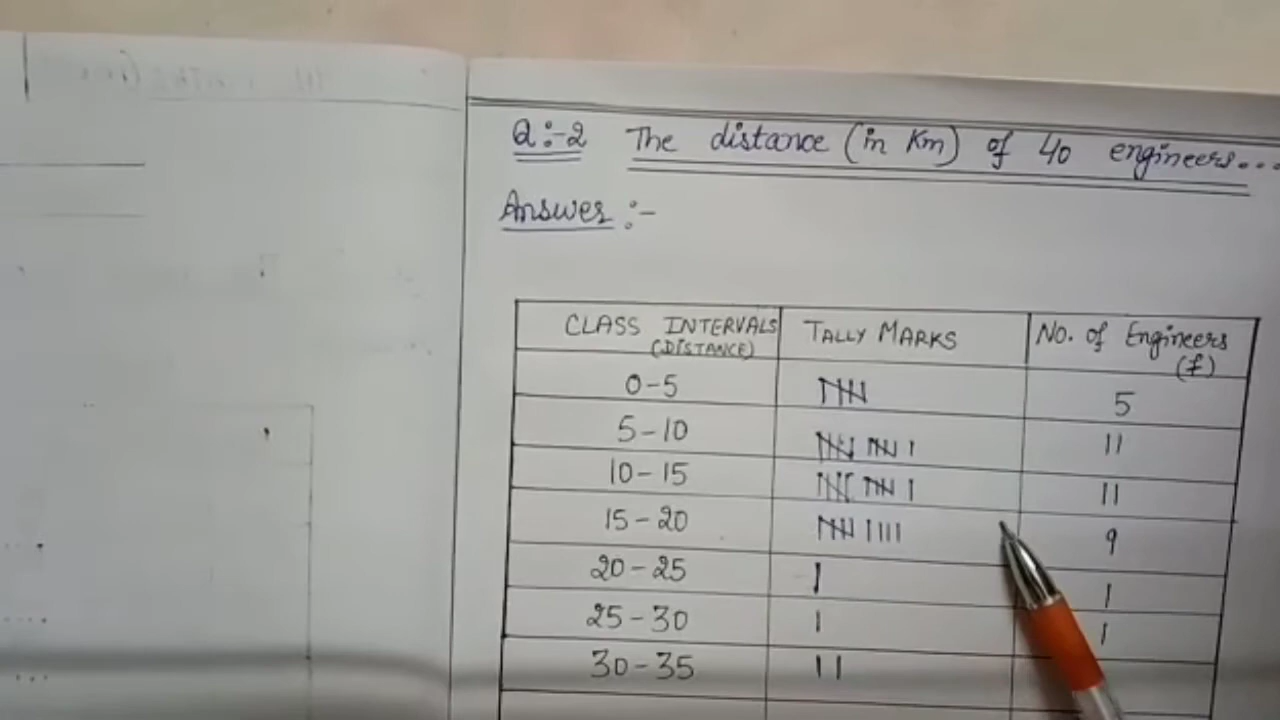 Q:-2 The distance (in Km) of 40 engineers...
Answer :-
CLASS INTERVALS (DISTANCE) TALLY MARKS No. of Engineers (f)
0-5 𝍸 5
5-10 𝍸 𝍸 | 11
10-15 𝍸 𝍸 | 11
15-20 𝍸 |||| 9
20-25 | 1
25-30 | 1
30-35 ||